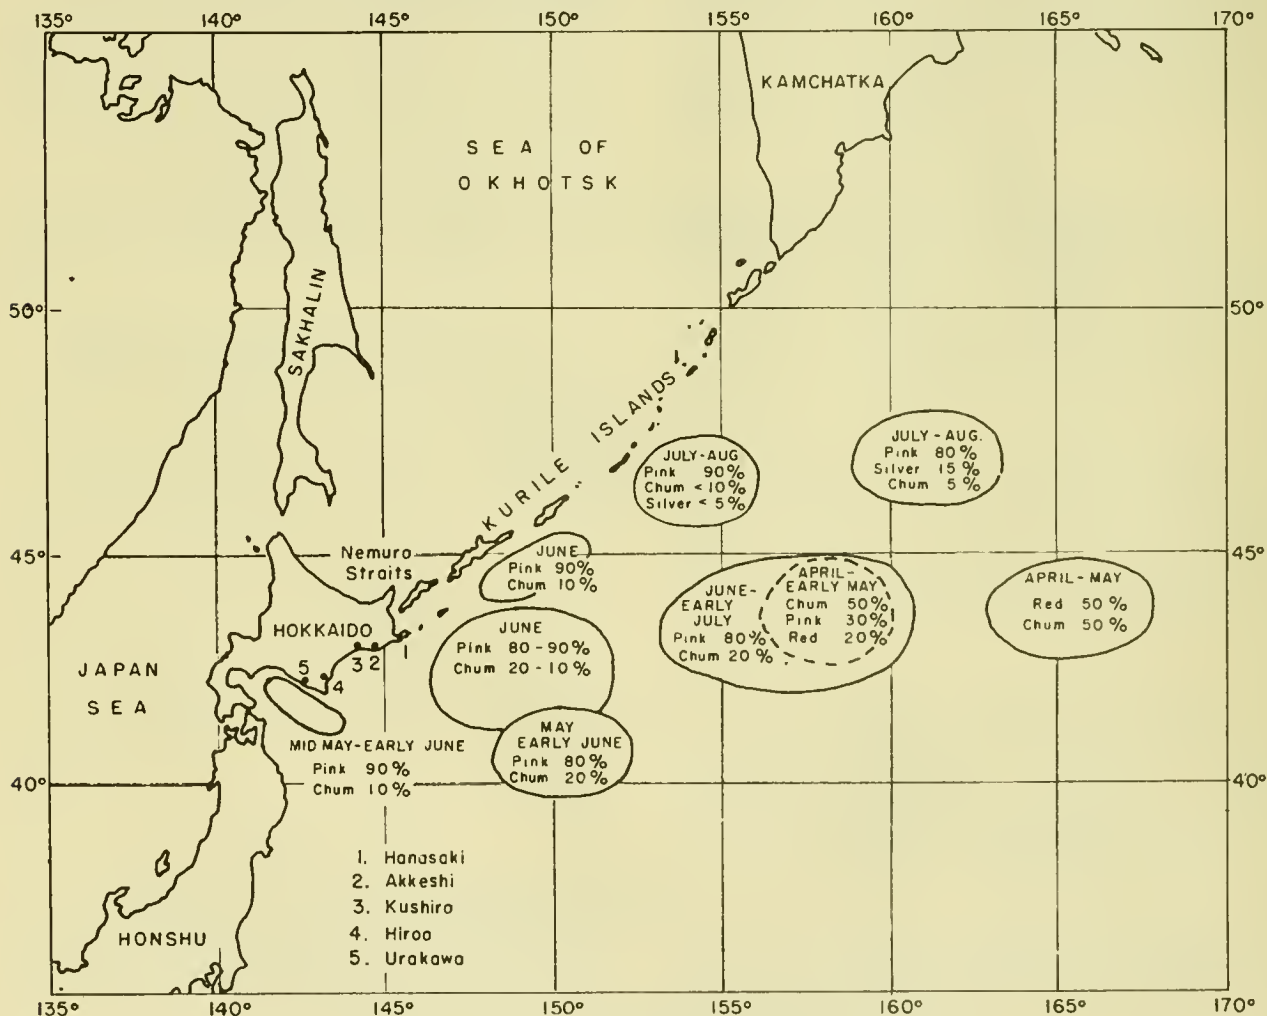 135° 140° 145° 150° 155° 160° 165° 170°
KAMCHATKA
SEA OF
OKHOTSK
SAKHALIN
50° 50°
KURILE ISLANDS
JULY-AUG
Pink 90%
Chum <10%
Silver <5%
JULY-AUG.
Pink 80%
Silver 15%
Chum 5%
45° 45°
Nemuro
Straits
JUNE
Pink 90%
Chum 10%
JUNE-
EARLY
JULY
Pink 80%
Chum 20%
APRIL-
EARLY MAY
Chum 50%
Pink 30%
Red 20%
APRIL-MAY
Red 50%
Chum 50%
HOKKAIDO
1
2
3
4
5
JUNE
Pink 80-90%
Chum 20-10%
JAPAN
SEA
MAY
EARLY JUNE
Pink 80%
Chum 20%
MID MAY-EARLY JUNE
Pink 90%
Chum 10%
40° 40°
1. Hanasaki
2. Akkeshi
3. Kushiro
4. Hiroo
5. Urakawa
HONSHU
135° 140° 145° 150° 155° 160° 165° 170°